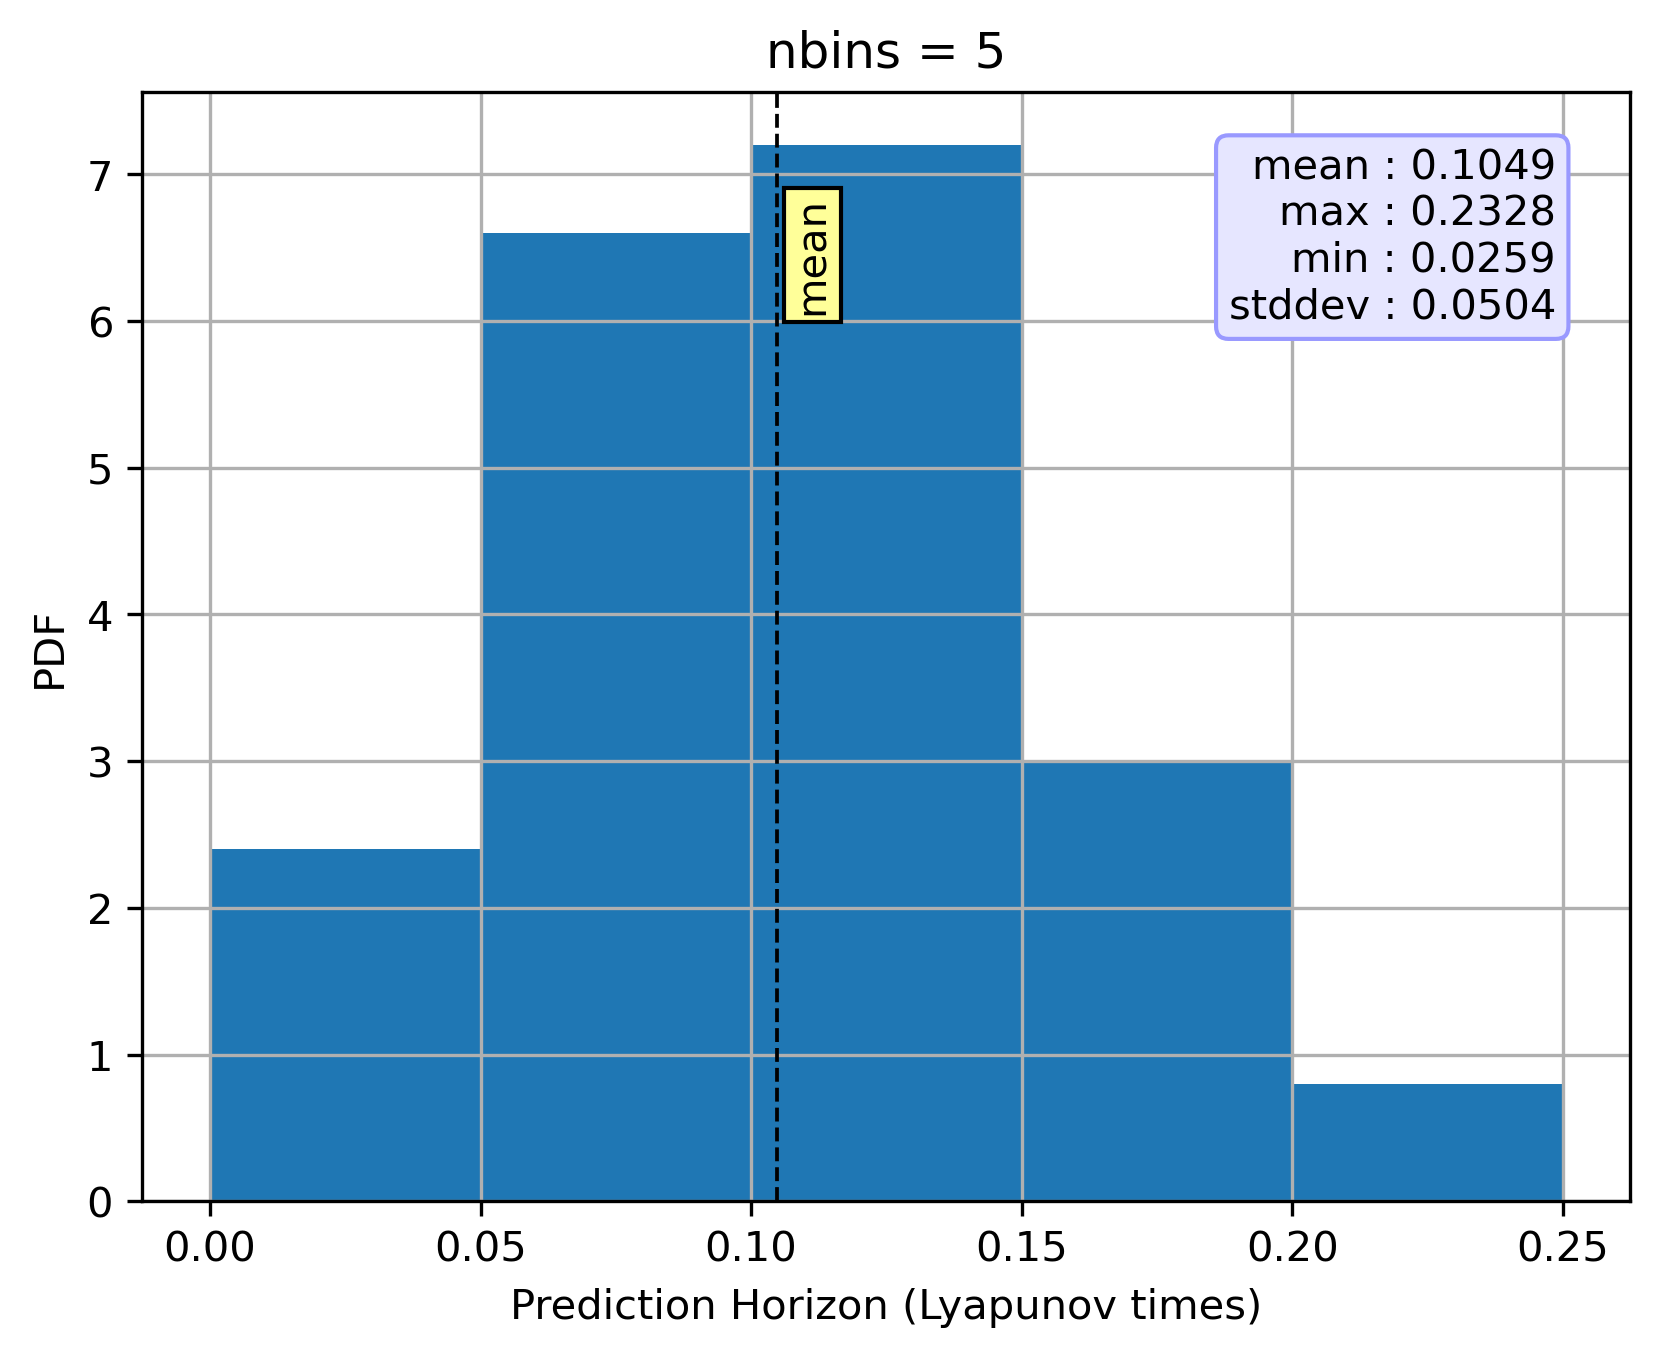 nbins = 5
mean : 0.1049
max : 0.2328
min : 0.0259
stddev : 0.0504
mean
7
6
5
4
3
2
1
0
PDF
0.00 0.05 0.10 0.15 0.20 0.25
Prediction Horizon (Lyapunov times)